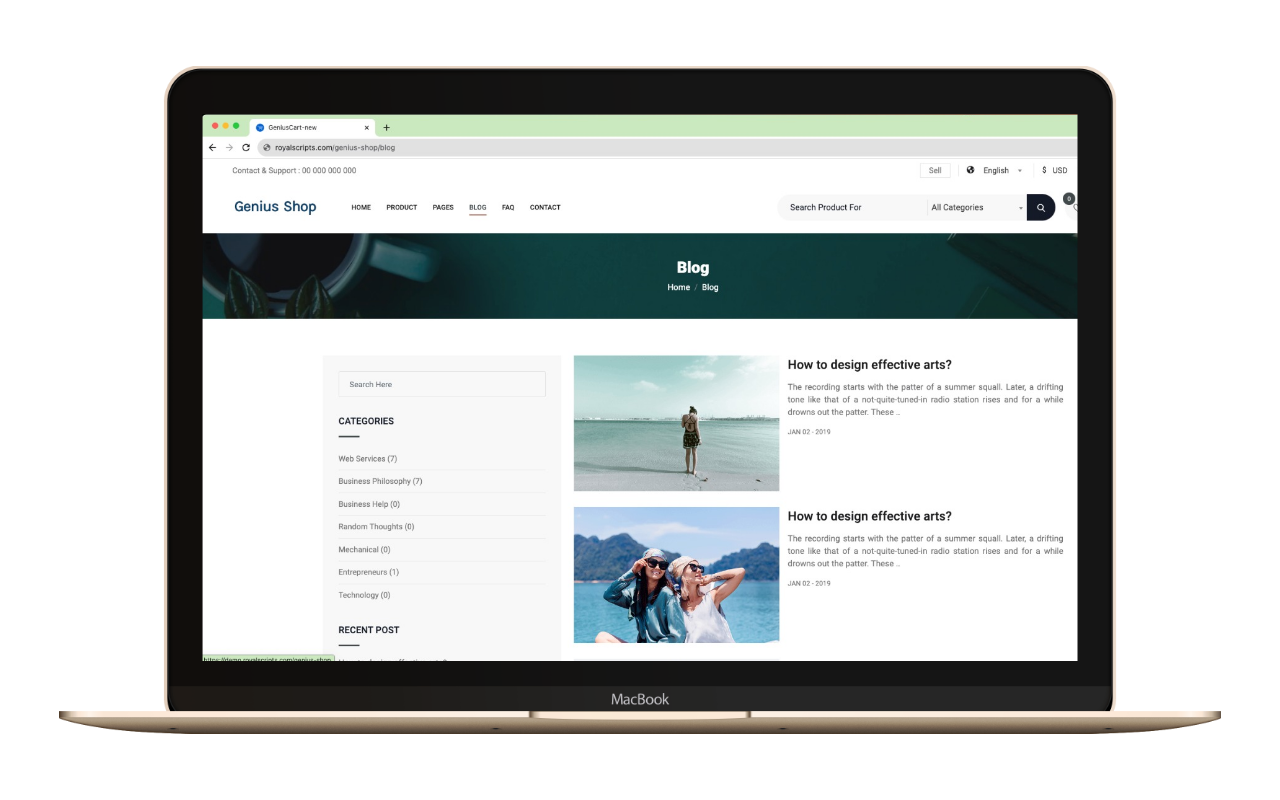 GeniusCart-new
royalscripts.com/genius-shop/blog
Contact & Support : 00 000 000 000
Sell
English
$ USD
Genius Shop
HOME
PRODUCT
PAGES
BLOG
FAQ
CONTACT
Search Product For
All Categories
0
Blog
Home / Blog
Search Here
CATEGORIES
Web Services (7)
Business Philosophy (7)
Business Help (0)
Random Thoughts (0)
Mechanical (0)
Entrepreneurs (1)
Technology (0)
RECENT POST
How to design effective arts?
The recording starts with the patter of a summer squall. Later, a drifting
tone like that of a not-quite-tuned-in radio station rises and for a while
drowns out the patter. These ..
JAN 02 - 2019
How to design effective arts?
The recording starts with the patter of a summer squall. Later, a drifting
tone like that of a not-quite-tuned-in radio station rises and for a while
drowns out the patter. These ..
JAN 02 - 2019
https://demo.royalscripts.com/genius-shop
MacBook